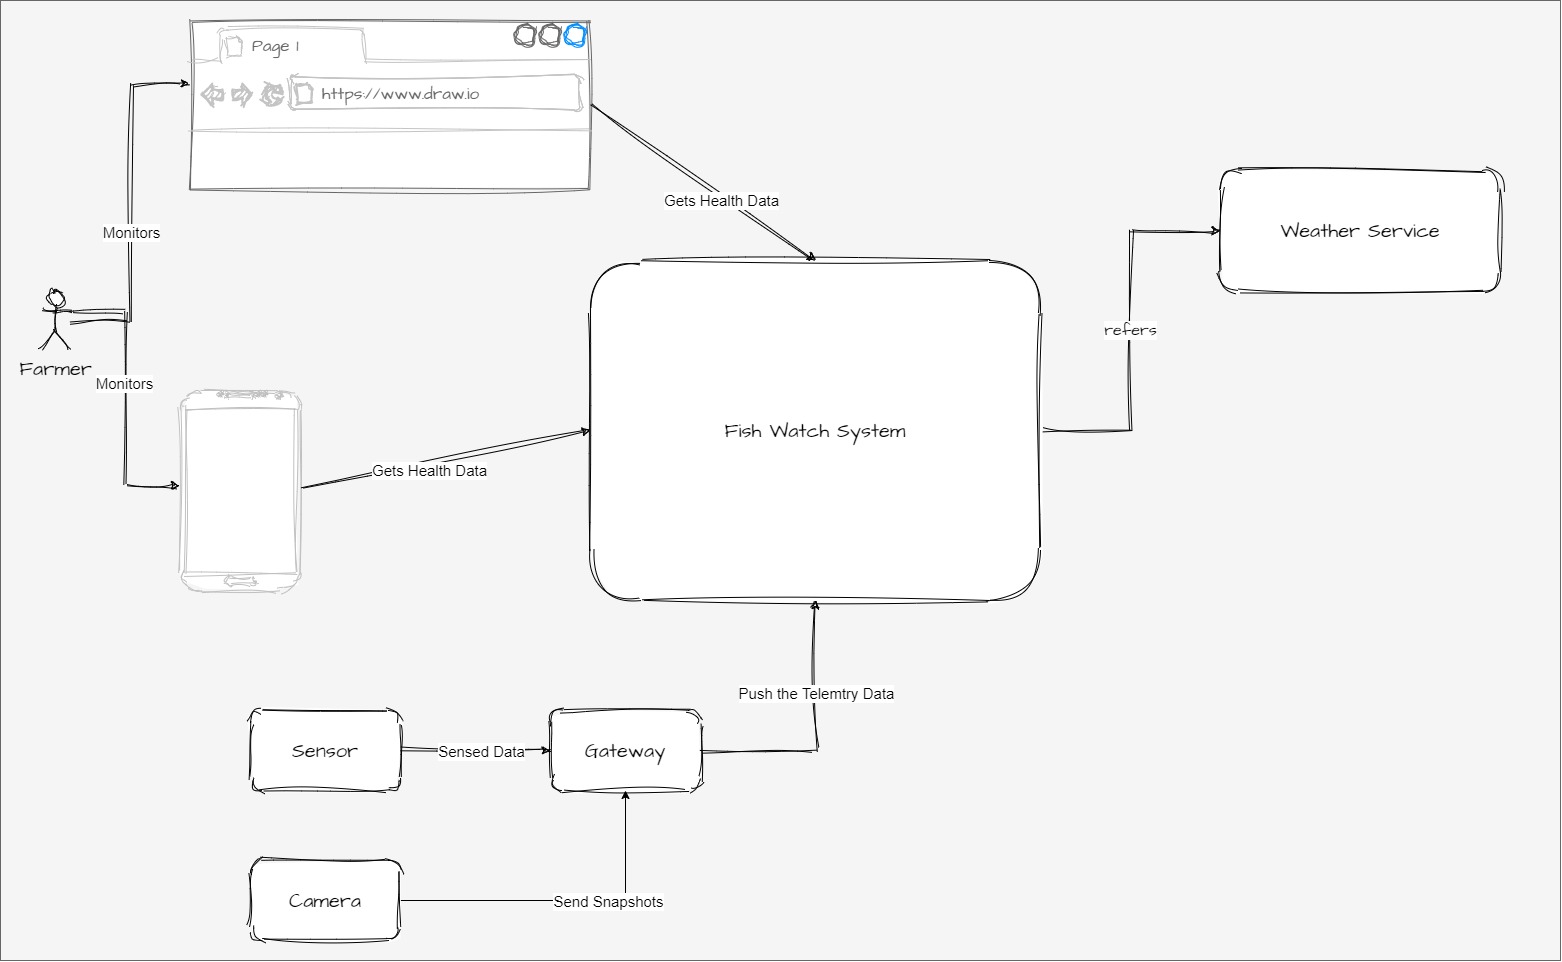 Page 1
https://www.draw.io
Gets Health Data
Monitors
Weather Service
refers
Farmer
Monitors
Fish Watch System
Gets Health Data
Push the Telemtry Data
Sensor
Sensed Data
Gateway
Camera
Send Snapshots